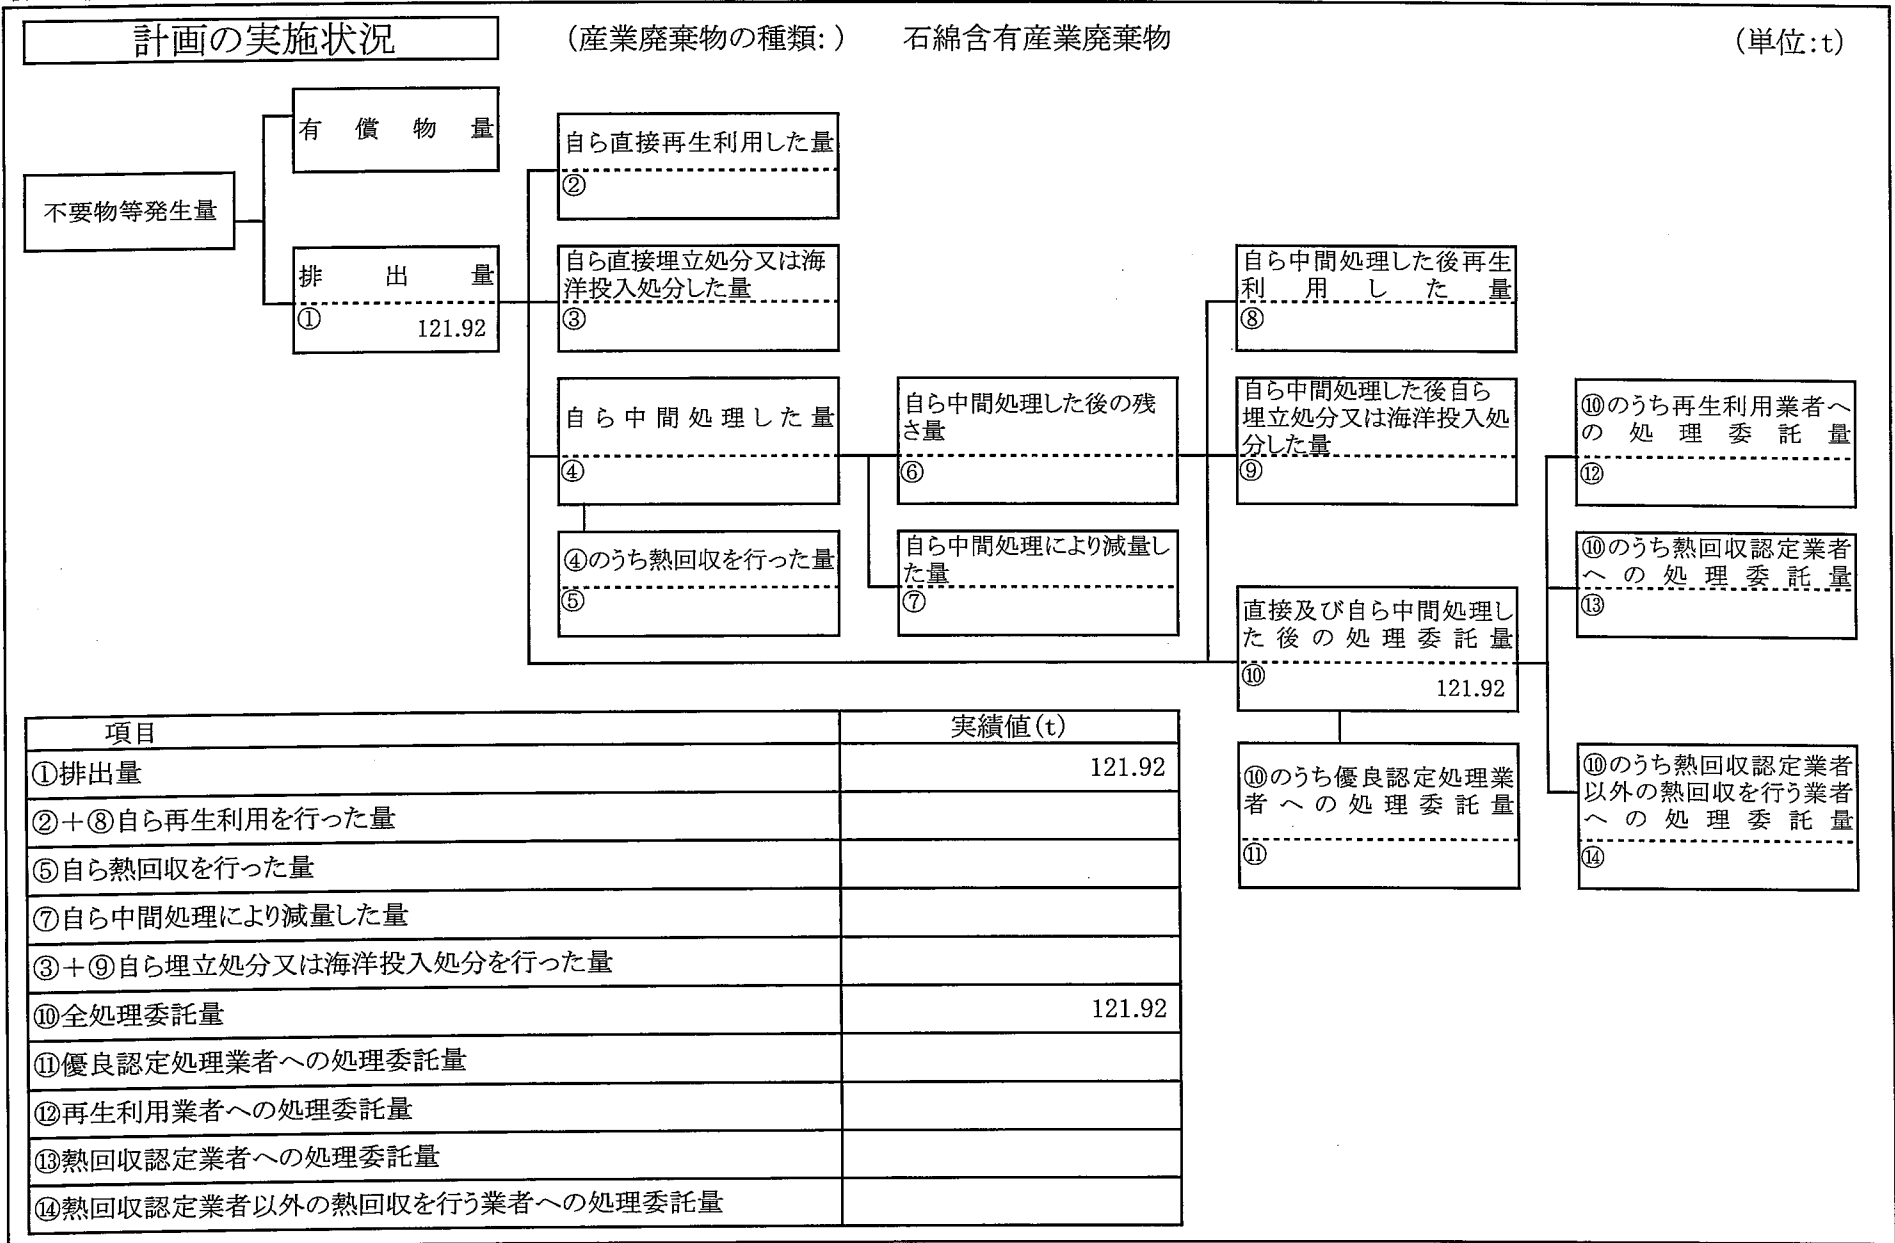 計画の実施状況
(産業廃棄物の種類: )　石綿含有産業廃棄物
(単位:t)
有償物量
不要物等発生量
排出量
①
121.92
自ら直接再生利用した量
②
自ら直接埋立処分又は海
洋投入処分した量
③
自ら中間処理した量
④
④のうち熱回収を行った量
⑤
自ら中間処理した後の残
さ量
⑥
自ら中間処理により減量し
た量
⑦
自ら中間処理した後再生
利用した量
⑧
自ら中間処理した後自ら
埋立処分又は海洋投入処
分した量
⑨
直接及び自ら中間処理し
た後の処理委託量
⑩
121.92
⑩のうち優良認定処理業
者への処理委託量
⑪
⑩のうち再生利用業者へ
の処理委託量
⑫
⑩のうち熱回収認定業者
への処理委託量
⑬
⑩のうち熱回収認定業者
以外の熱回収を行う業者
への処理委託量
⑭
項目　実績値(t)
①排出量　121.92
②+⑧自ら再生利用を行った量
⑤自ら熱回収を行った量
⑦自ら中間処理により減量した量
③+⑨自ら埋立処分又は海洋投入処分を行った量
⑩全処理委託量　121.92
⑪優良認定処理業者への処理委託量
⑫再生利用業者への処理委託量
⑬熱回収認定業者への処理委託量
⑭熱回収認定業者以外の熱回収を行う業者への処理委託量